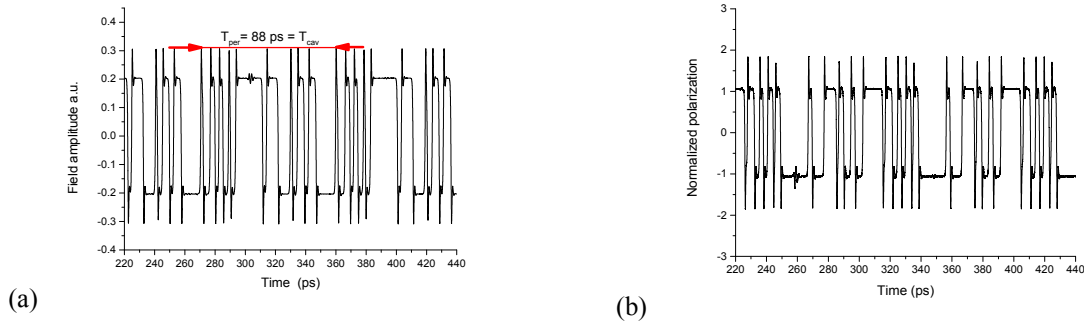 T_per = 88 ps = T_cav
Field amplitude a.u.
0.4
0.3
0.2
0.1
0.0
-0.1
-0.2
-0.3
-0.4
220 240 260 280 300 320 340 360 380 400 420 440
Time (ps)
(a)
Normalized polarization
3
2
1
0
-1
-2
-3
220 240 260 280 300 320 340 360 380 400 420 440
Time (ps)
(b)